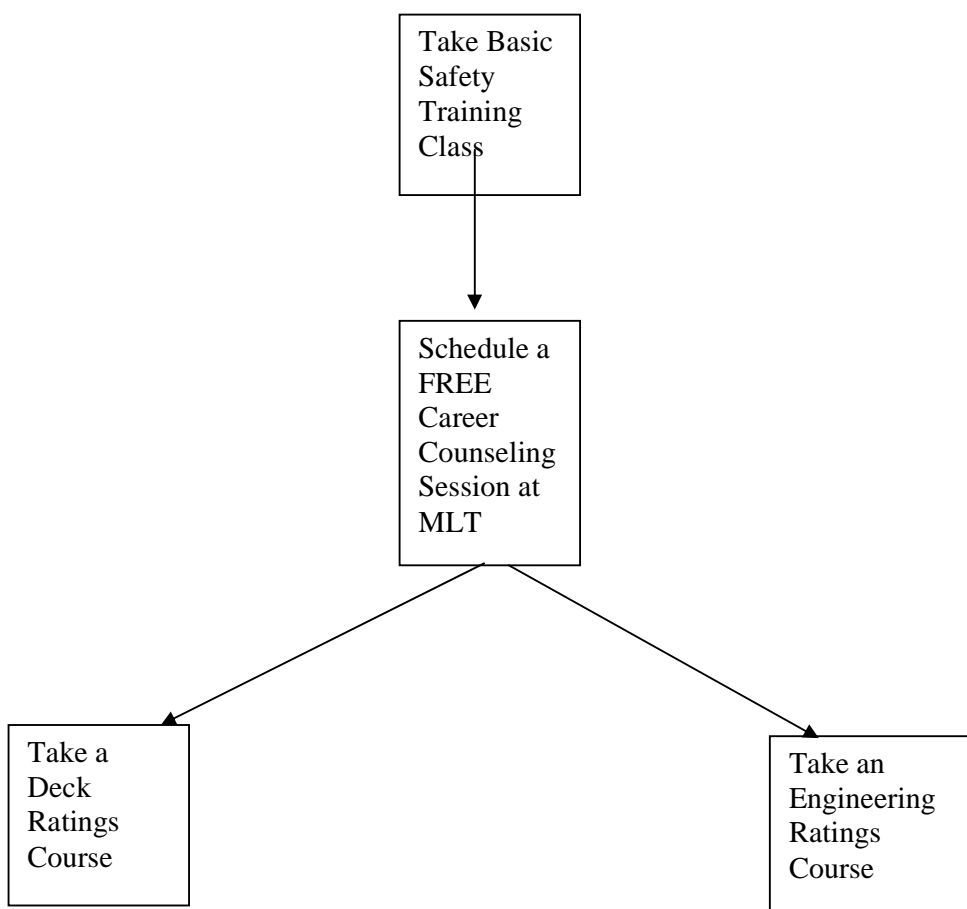 Take Basic
Safety
Training
Class
Schedule a
FREE
Career
Counseling
Session at
MLT
Take a
Deck
Ratings
Course
Take an
Engineering
Ratings
Course